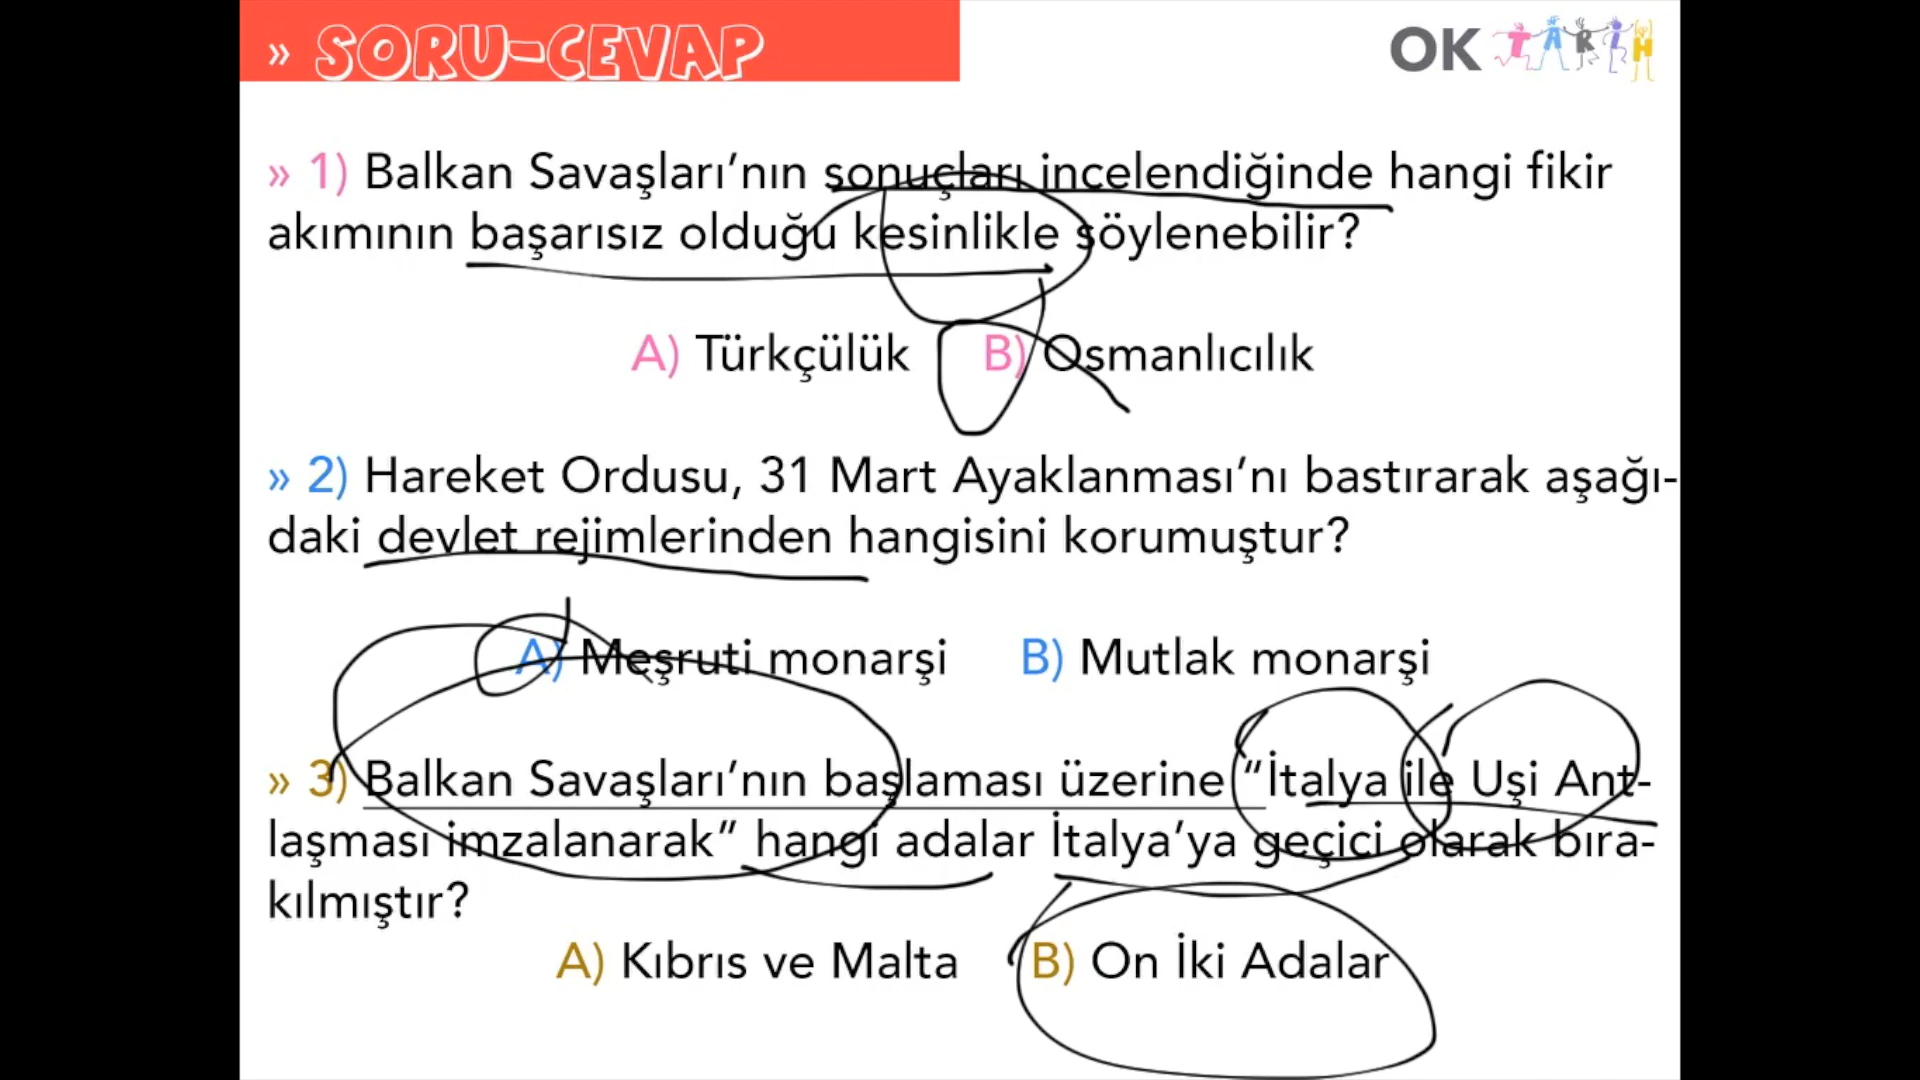 » SORU-CEVAP
OK TARİH
» 1) Balkan Savaşları’nın sonuçları incelendiğinde hangi fikir
akımının başarısız olduğu kesinlikle söylenebilir?
A) Türkçülük B) Osmanlıcılık
» 2) Hareket Ordusu, 31 Mart Ayaklanması’nı bastırarak aşağı-
daki devlet rejimlerinden hangisini korumuştur?
A) Meşruti monarşi B) Mutlak monarşi
» 3) Balkan Savaşları’nın başlaması üzerine “İtalya ile Uşi Ant-
laşması imzalanarak” hangi adalar İtalya’ya geçici olarak bıra-
kılmıştır?
A) Kıbrıs ve Malta B) On İki Adalar